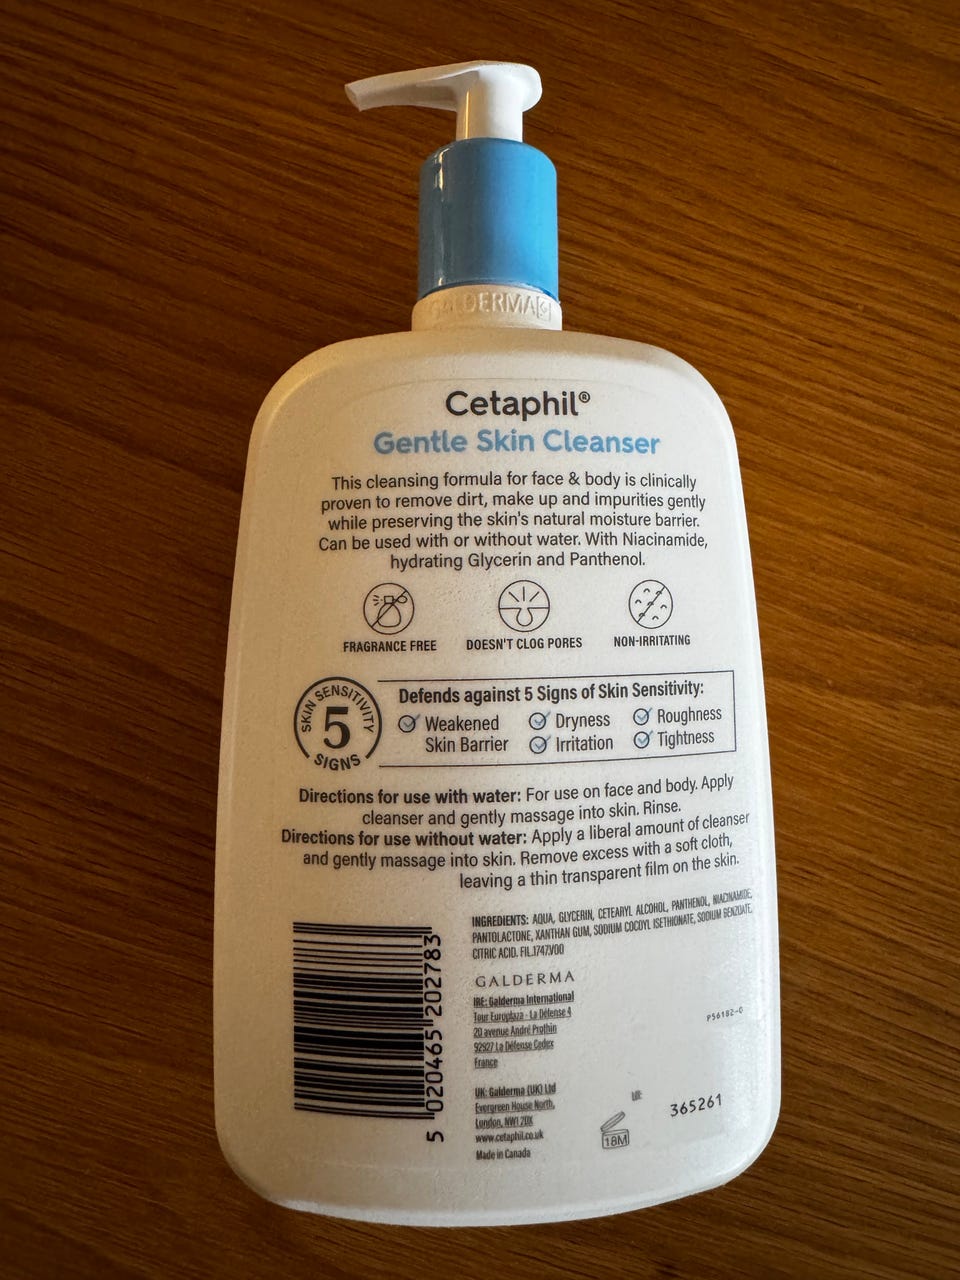 GALDERMA
Cetaphil®
Gentle Skin Cleanser
This cleansing formula for face & body is clinically
proven to remove dirt, make up and impurities gently
while preserving the skin's natural moisture barrier.
Can be used with or without water. With Niacinamide,
hydrating Glycerin and Panthenol.
FRAGRANCE FREE
DOESN'T CLOG PORES
NON-IRRITATING
SKIN SENSITIVITY
5
SIGNS
Defends against 5 Signs of Skin Sensitivity:
Weakened
Skin Barrier
Dryness
Irritation
Roughness
Tightness
Directions for use with water: For use on face and body. Apply
cleanser and gently massage into skin. Rinse.
Directions for use without water: Apply a liberal amount of cleanser
and gently massage into skin. Remove excess with a soft cloth,
leaving a thin transparent film on the skin.
INGREDIENTS: AQUA, GLYCERIN, CETEARYL ALCOHOL, PANTHENOL, NIACINAMIDE,
PANTOLACTONE, XANTHAN GUM, SODIUM COCOYL ISETHIONATE, SODIUM BENZOATE,
CITRIC ACID. FIL.1747.V00
5 020465 202783
GALDERMA
IRE: Galderma International
Tour Europlaza - La Défense 4
20 avenue André Prothin
92927 La Défense Cedex
France
P56182-0
UK: Galderma (UK) Ltd
Evergreen House North,
London, NW1 2DX
www.cetaphil.co.uk
Made in Canada
18M
365261